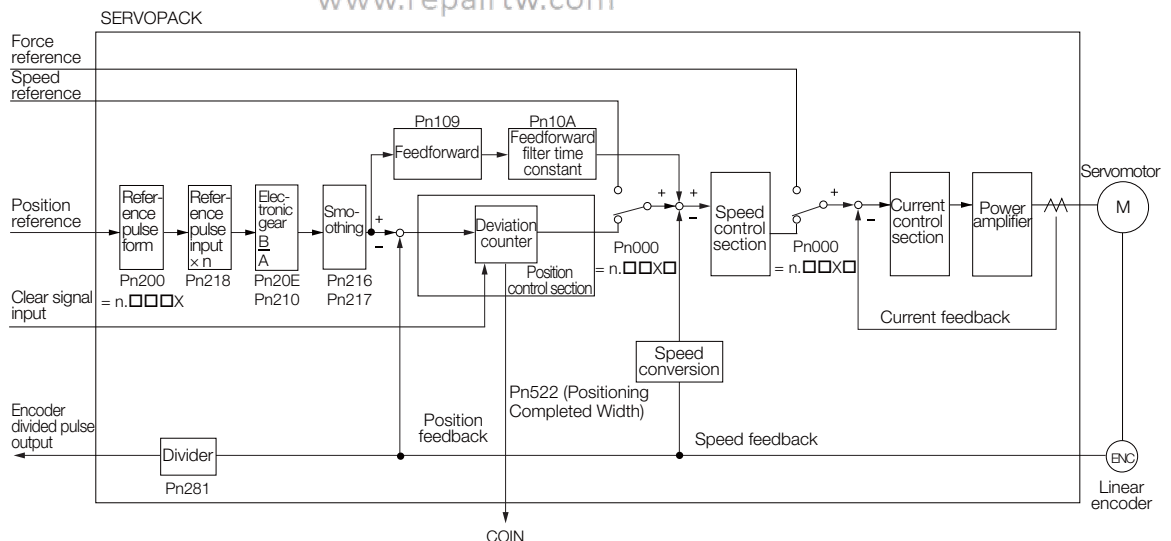 www.repairtw.com
SERVOPACK
Force
reference
Speed
reference
Pn109
Feedforward
Pn10A
Feedforward
filter time
constant
Position
reference
Refer-
ence
pulse
form
Pn200
= n.□□□X
Refer-
ence
pulse
input
× n
Pn218
Elec-
tronic
gear
B
A
Pn20E
Pn210
Smo-
othing
Pn216
Pn217
+
-
Deviation
counter
Position
control section
Pn000
= n.□□X□
+
+
-
Speed
control
section
Pn000
= n.□□X□
+
-
Current
control
section
Power
amplifier
Servomotor
M
Clear signal
input
Current feedback
Speed
conversion
Pn522 (Positioning
Completed Width)
Encoder
divided pulse
output
Divider
Pn281
Position
feedback
Speed feedback
ENC
Linear
encoder
COIN